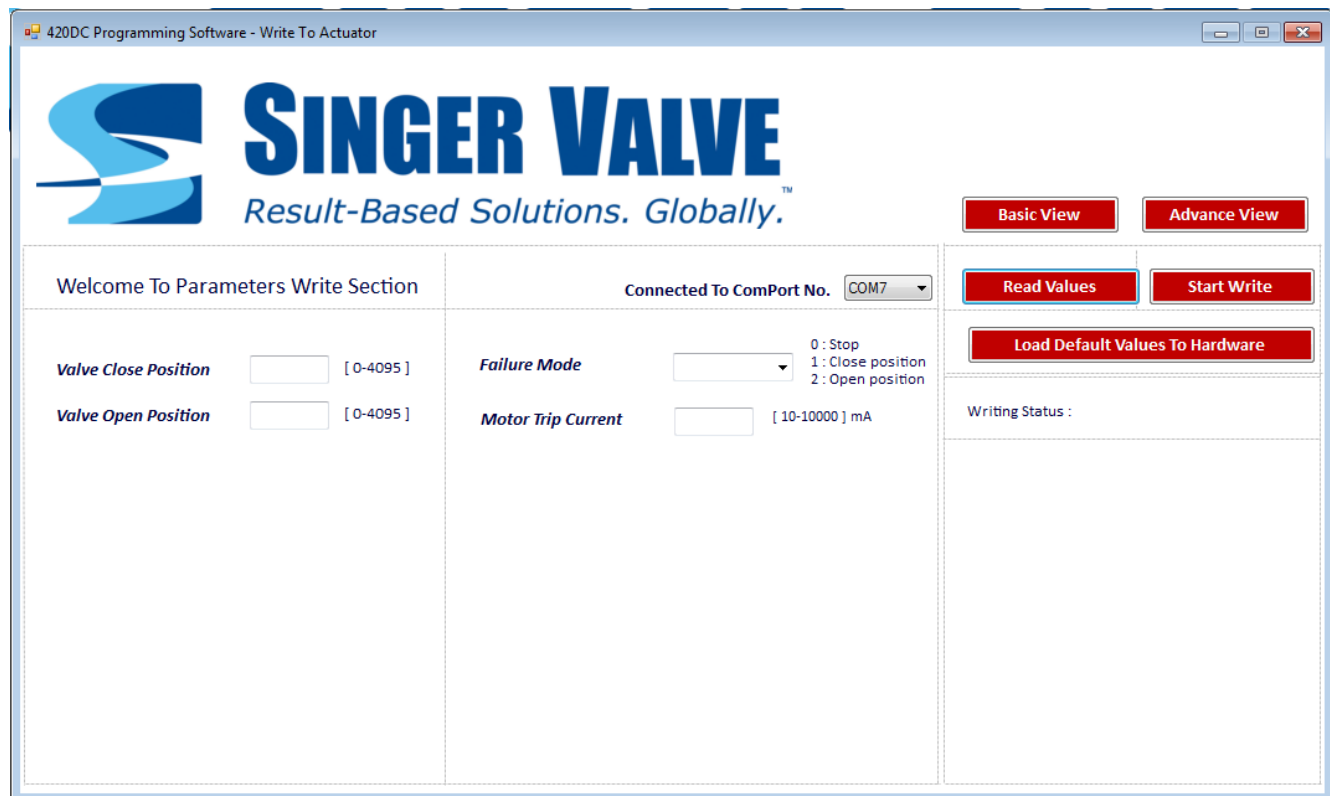 420DC Programming Software - Write To Actuator
SINGER VALVE
Result-Based Solutions. Globally.™
Basic View
Advance View
Welcome To Parameters Write Section
Connected To ComPort No.
COM7
Read Values
Start Write
Load Default Values To Hardware
Valve Close Position
[ 0-4095 ]
Valve Open Position
[ 0-4095 ]
Failure Mode
0 : Stop
1 : Close position
2 : Open position
Motor Trip Current
[ 10-10000 ] mA
Writing Status :